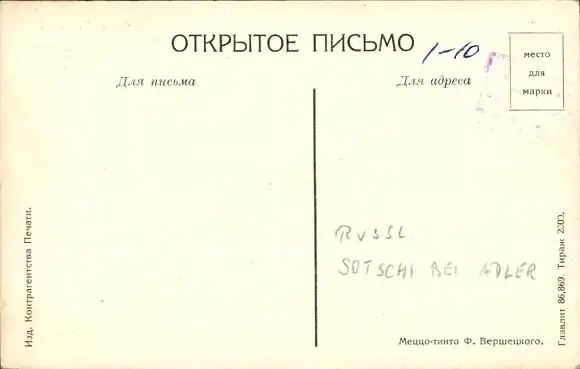 ОТКРЫТОЕ ПИСЬМО
1-10
место
для
марки
Для письма
Для адреса
RUSSL
SOTSCHI BEI ADLER
Изд. Контрагентства Печати.
Меццо-тинто Ф. Вершецкого.
Главлит 86,869. Тираж